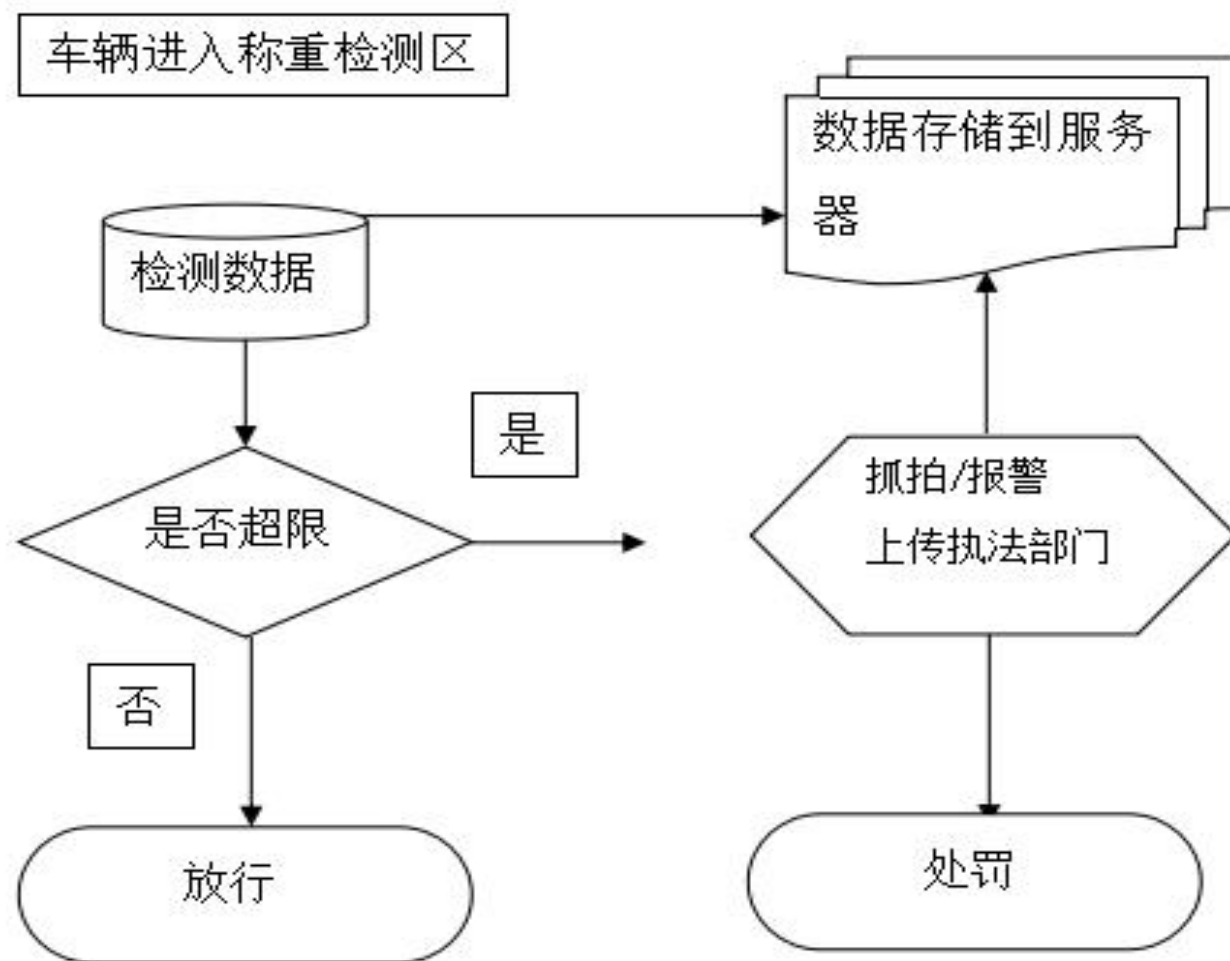 车辆进入称重检测区
数据存储到服务
器
检测数据
是
是否超限
抓拍/报警
上传执法部门
否
放行
处罚